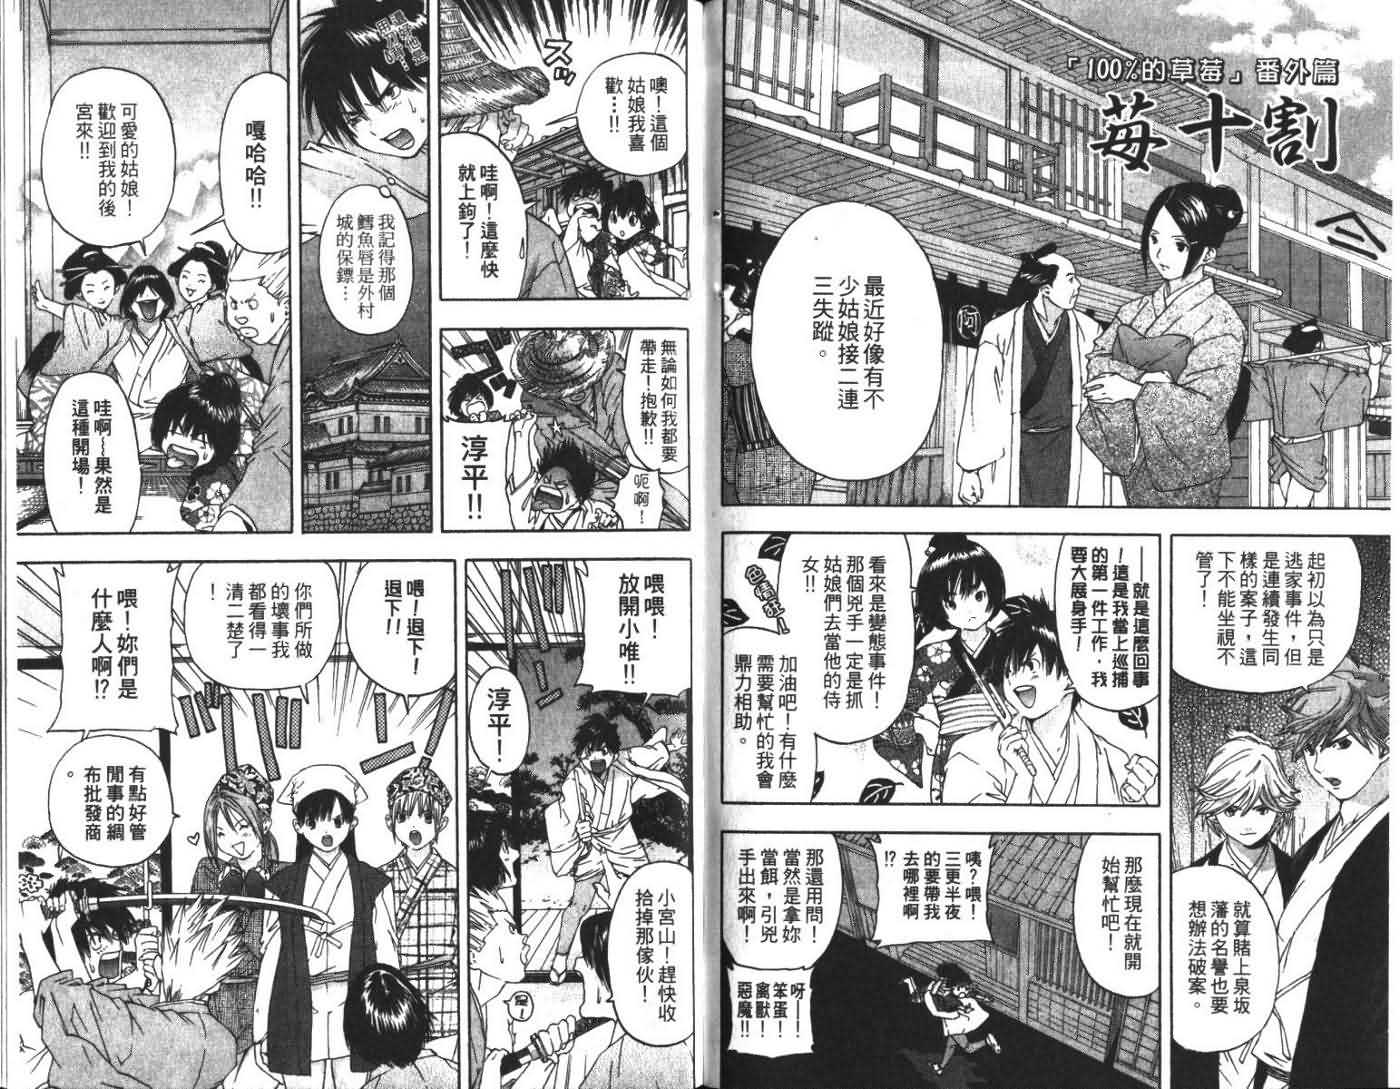 「100%的草莓」番外篇
苺十割
最近好像有不
少姑娘接二連
三失蹤。
阿
起初以為只是
逃家事件，但
是連續發生同
樣的案子，這
下不能坐視不
管了！
就算賭上泉坂
藩的名譽也要
想辦法破案。
——就是這麼回事
！這是我當上巡捕
的第一件工作，我
要大展身手！
看來是變態事件！
那個兇手一定是抓
姑娘們去當他的侍
女!!
色情狂！
加油吧！有什麼
需要幫忙的我會
鼎力相助。
那麼現在就開
始幫忙吧！
咦？喂！
三更半夜
的要帶我
去哪裡啊
!?
那還用問！
當然是拿妳
當餌，引兇
手出來啊！
呀——！
笨蛋！
禽獸！
惡魔!!
噢！這個
姑娘我喜
歡…!!
ス
ッ
哇啊！這麼快
就上鉤了！
無論如何我都要
帶走！抱歉!!
呃啊！
淳平!!
我記得那個
鱈魚唇是外村
城的保鏢…
嘎哈哈!!
可愛的姑娘！
歡迎到我的後
宮來!!
哇啊～果然是
這種開場！
喂喂！
放開小唯!!
淳平！
小宮山！趕快收
拾掉那傢伙！
喂！退下！
退下!!
你們所做
的壞事我
都看得一
清二楚了
！
喂！妳們是
什麼人啊!?
有點好管
閒事的綢
布批發商
。